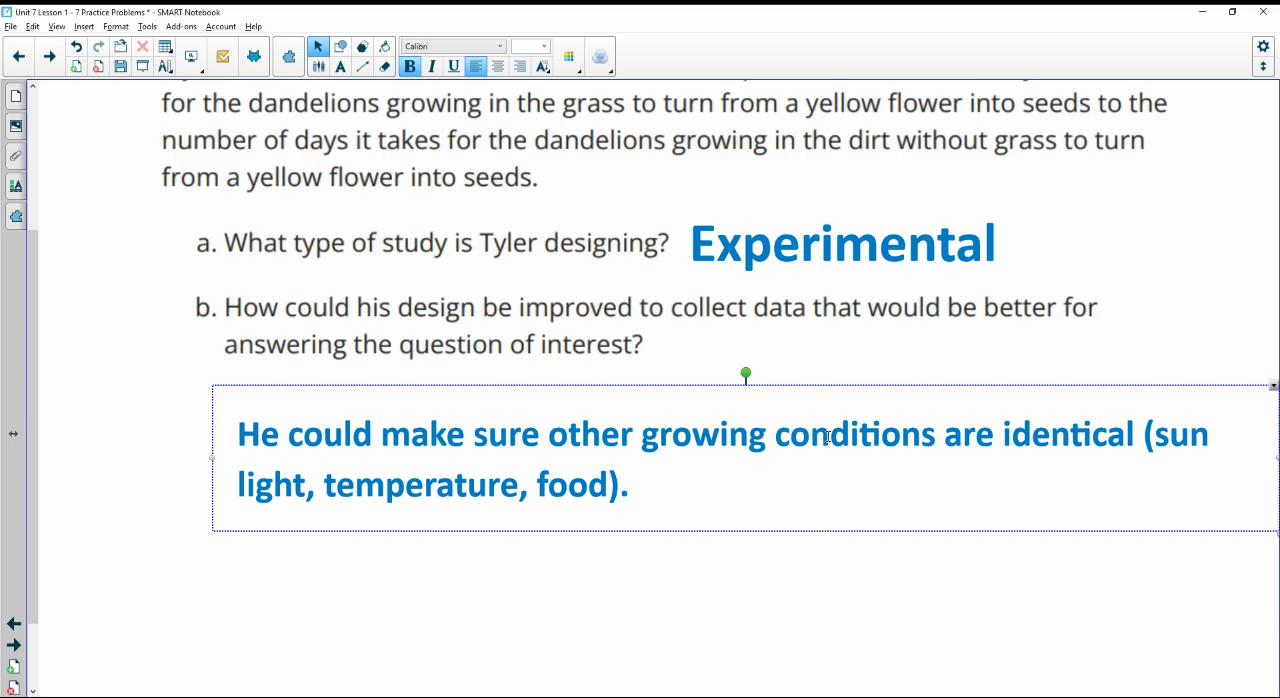 Unit 7 Lesson 1 - 7 Practice Problems * - SMART Notebook
File Edit View Insert Format Tools Add-ons Account Help
Calibri
for the dandelions growing in the grass to turn from a yellow flower into seeds to the
number of days it takes for the dandelions growing in the dirt without grass to turn
from a yellow flower into seeds.
a. What type of study is Tyler designing? Experimental
b. How could his design be improved to collect data that would be better for
answering the question of interest?
He could make sure other growing conditions are identical (sun
light, temperature, food).